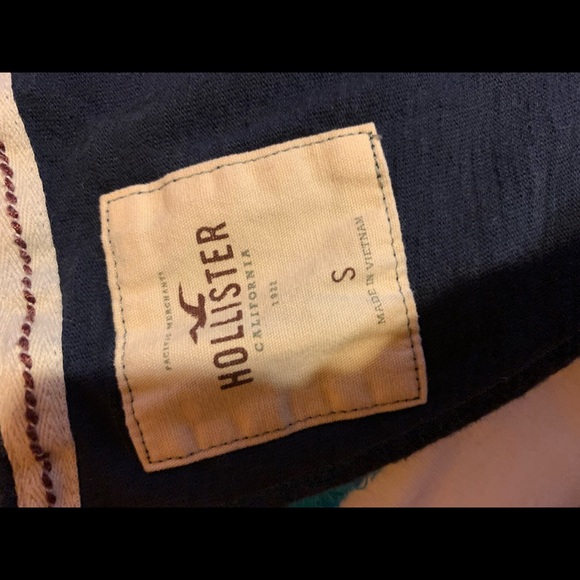 PACIFIC MERCHANTS
HOLLISTER
CALIFORNIA
1922
S
MADE IN VIETNAM